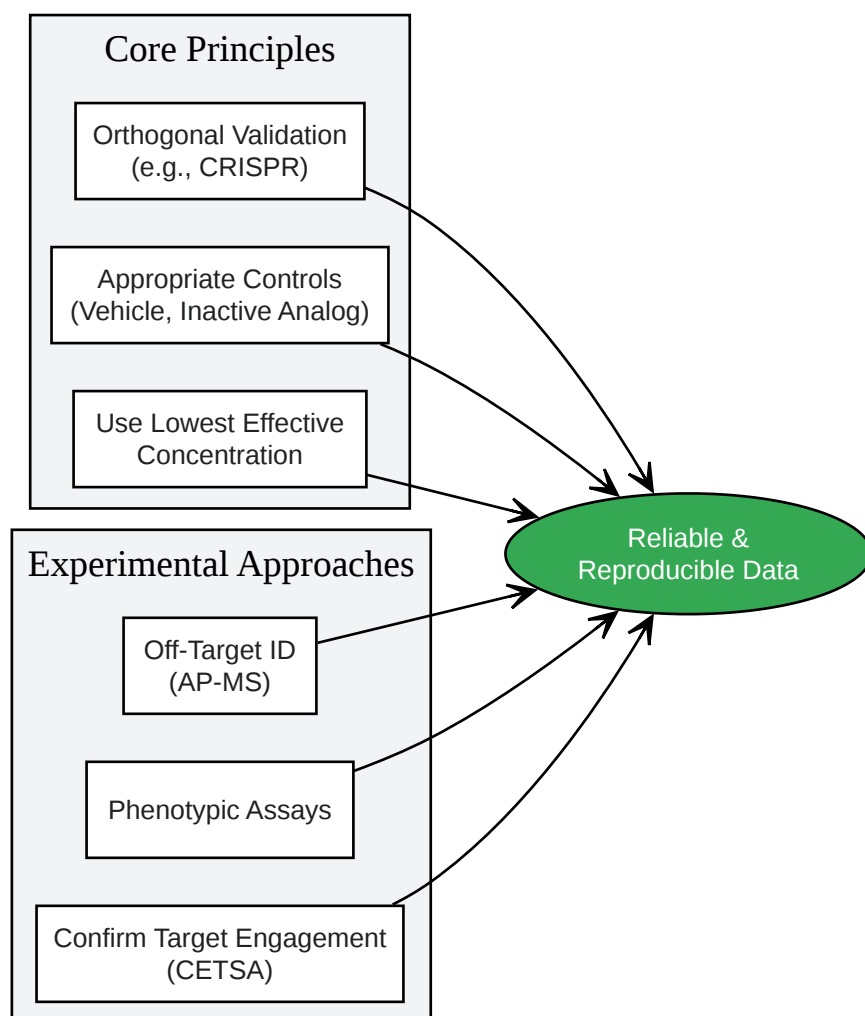 Core Principles
Orthogonal Validation
(e.g., CRISPR)
Appropriate Controls
(Vehicle, Inactive Analog)
Use Lowest Effective
Concentration
Experimental Approaches
Off-Target ID
(AP-MS)
Phenotypic Assays
Confirm Target Engagement
(CETSA)
Reliable &
Reproducible Data